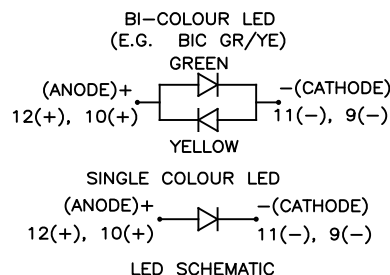 BI-COLOUR LED
(E.G. BIC GR/YE)
GREEN
(ANODE)+ −(CATHODE)
12(+), 10(+) 11(−), 9(−)
YELLOW
SINGLE COLOUR LED
(ANODE)+ −(CATHODE)
12(+), 10(+) 11(−), 9(−)
LED SCHEMATIC